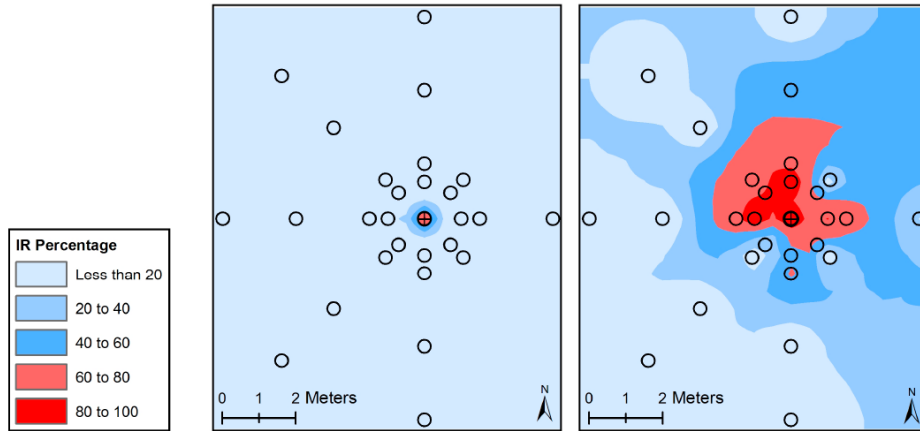 IR Percentage
Less than 20
20 to 40
40 to 60
60 to 80
80 to 100
0 1 2 Meters
N
0 1 2 Meters
N